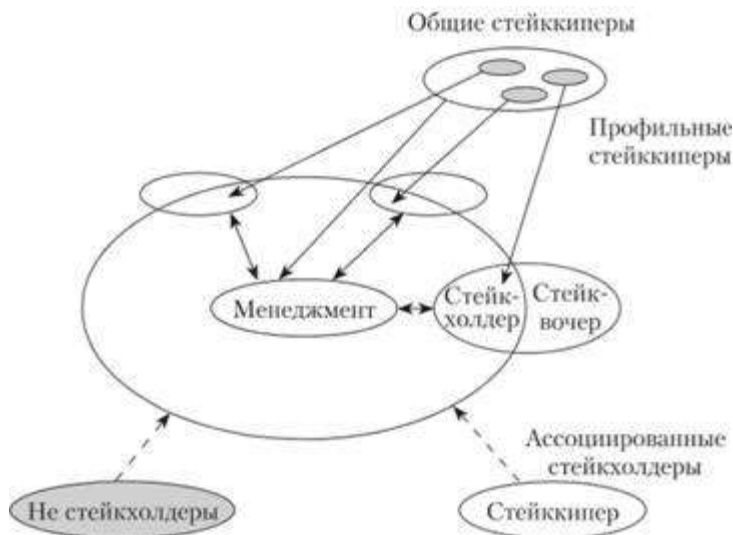 Общие стейккиперы
Профильные
стейккиперы
Менеджмент
Стейк-
холдер
Стейк-
вочер
Ассоциированные
стейкхолдеры
Не стейкхолдеры
Стейккипер